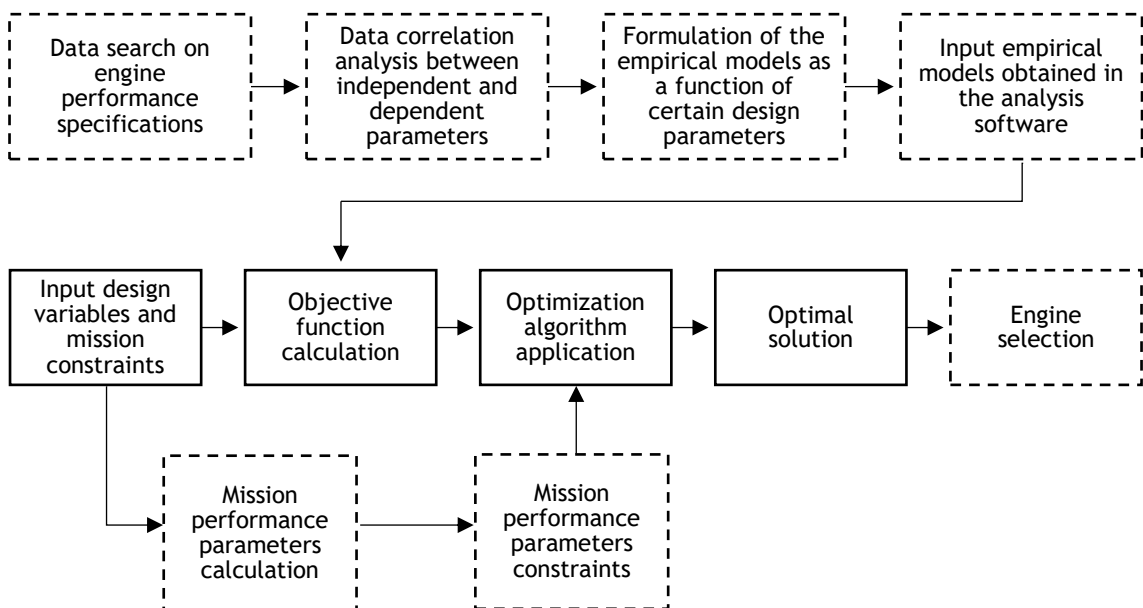 Data search on
engine
performance
specifications
Data correlation
analysis between
independent and
dependent
parameters
Formulation of the
empirical models as
a function of
certain design
parameters
Input empirical
models obtained in
the analysis
software
Input design
variables and
mission
constraints
Objective
function
calculation
Optimization
algorithm
application
Optimal
solution
Engine
selection
Mission
performance
parameters
calculation
Mission
performance
parameters
constraints